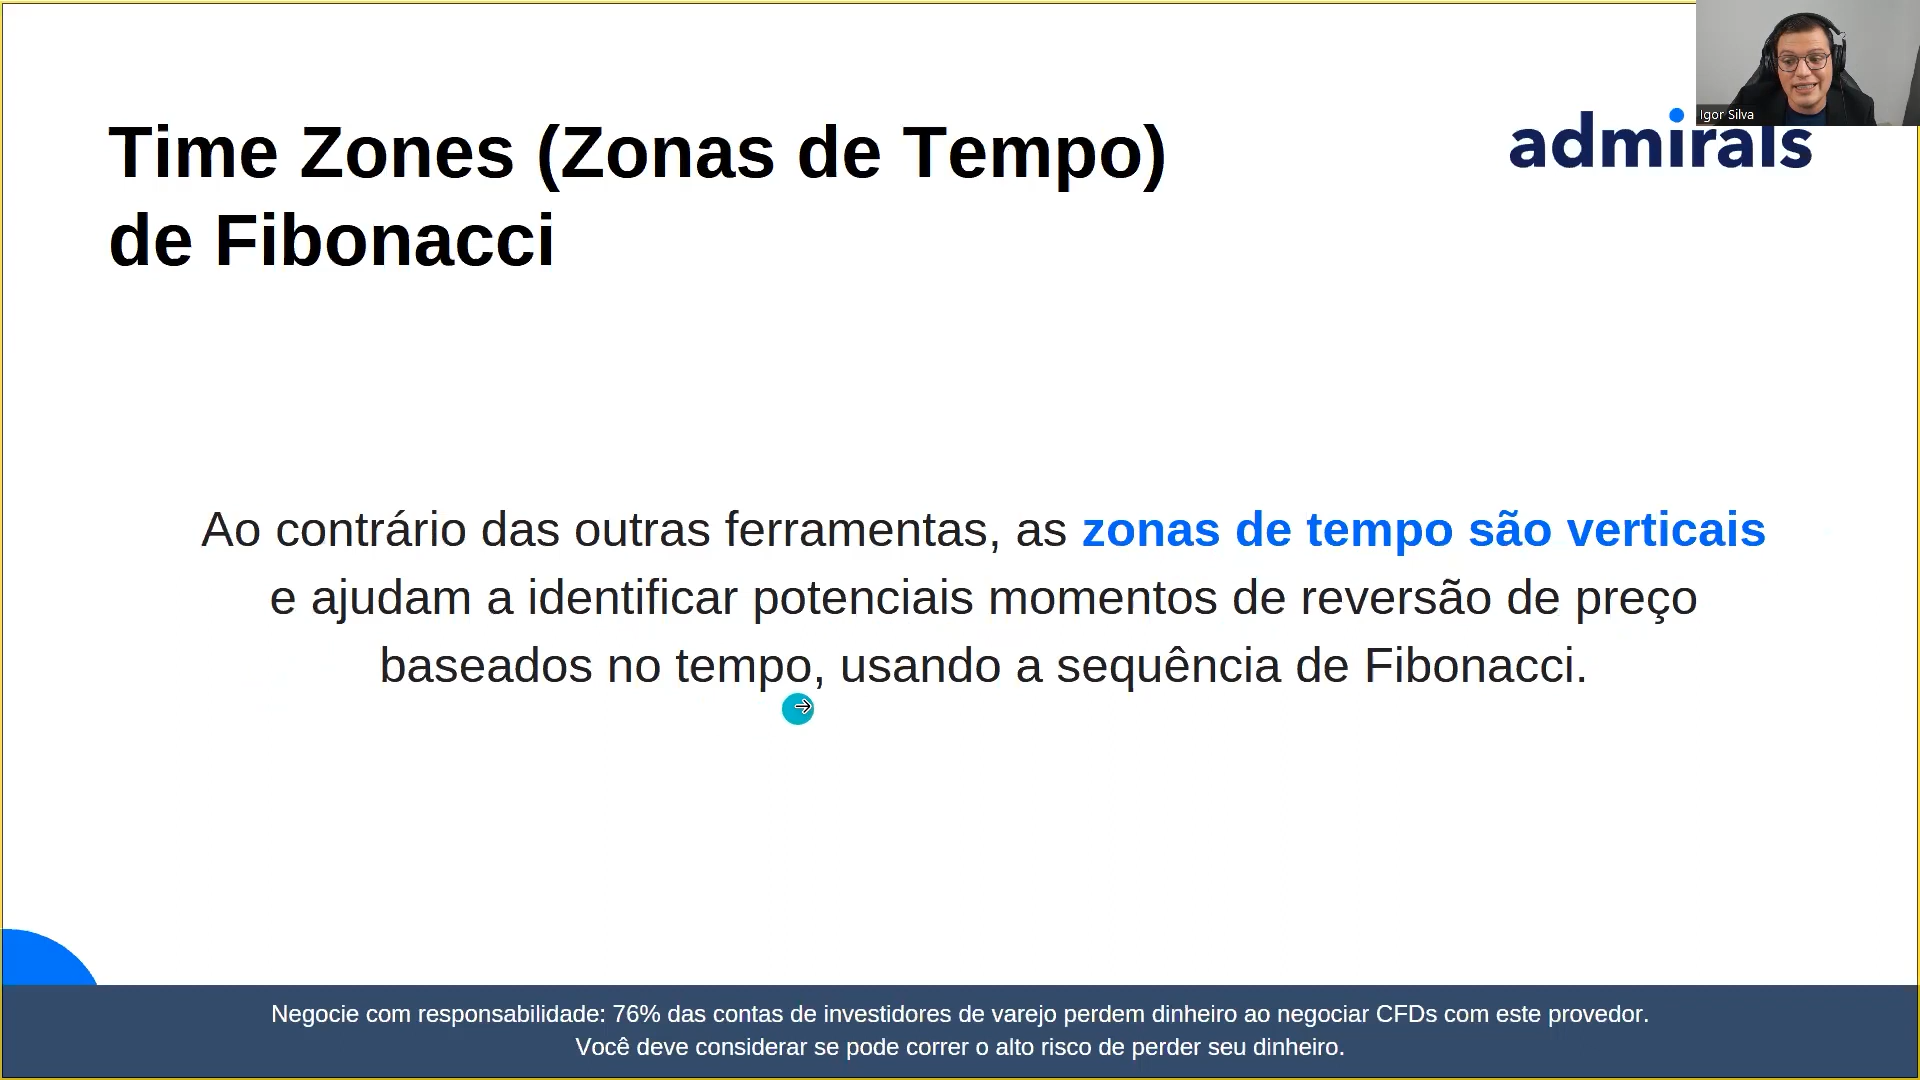 Igor Silva
Time Zones (Zonas de Tempo)
de Fibonacci
admirals
Ao contrário das outras ferramentas, as zonas de tempo são verticais
e ajudam a identificar potenciais momentos de reversão de preço
baseados no tempo, usando a sequência de Fibonacci.
Negocie com responsabilidade: 76% das contas de investidores de varejo perdem dinheiro ao negociar CFDs com este provedor.
Você deve considerar se pode correr o alto risco de perder seu dinheiro.